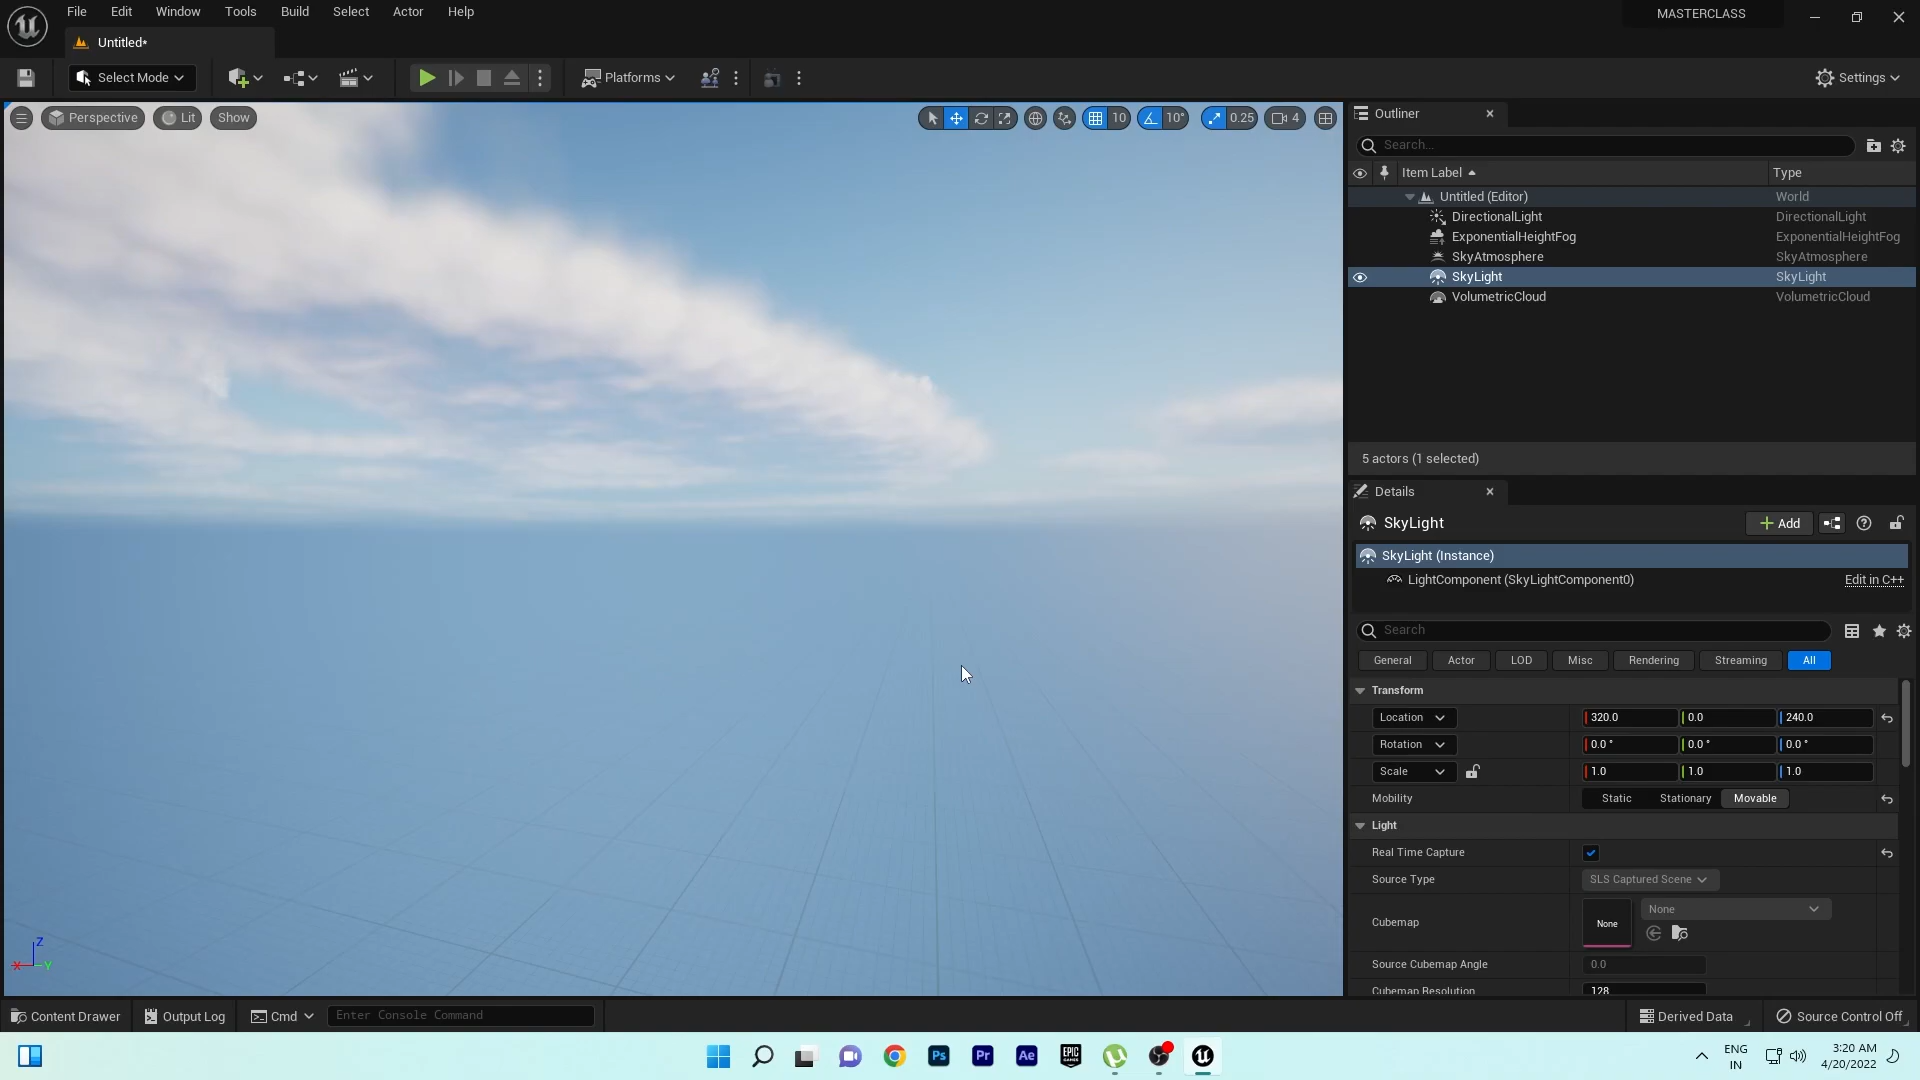 File Edit Window Tools Build Select Actor Help
MASTERCLASS
Untitled*
Select Mode
Platforms
Settings
Perspective Lit Show
10 10° 0.25 4
Outliner
Search...
Item Label Type
Untitled (Editor) World
DirectionalLight DirectionalLight
ExponentialHeightFog ExponentialHeightFog
SkyAtmosphere SkyAtmosphere
SkyLight SkyLight
VolumetricCloud VolumetricCloud
5 actors (1 selected)
Details
SkyLight Add
SkyLight (Instance)
LightComponent (SkyLightComponent0) Edit in C++
Search
General Actor LOD Misc Rendering Streaming All
Transform
Location 320.0 0.0 240.0
Rotation 0.0 ° 0.0 ° 0.0 °
Scale 1.0 1.0 1.0
Mobility Static Stationary Movable
Light
Real Time Capture
Source Type SLS Captured Scene
Cubemap None None
Source Cubemap Angle 0.0
Cubemap Resolution 128
Z
X Y
Content Drawer Output Log Cmd Enter Console Command Derived Data Source Control Off
Ps Pr Ae EPIC GAMES
ENG
IN
3:20 AM
4/20/2022